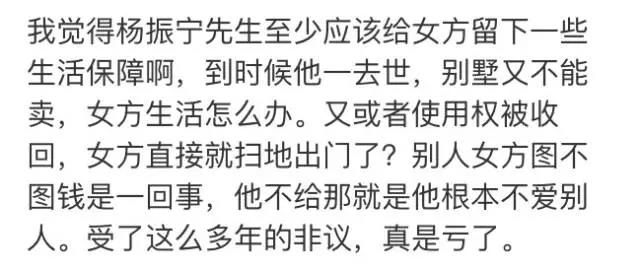 我觉得杨振宁先生至少应该给女方留下一些
生活保障啊，到时候他一去世，别墅又不能
卖，女方生活怎么办。又或者使用权被收
回，女方直接就扫地出门了？别人女方图不
图钱是一回事，他不给那就是他根本不爱别
人。受了这么多年的非议，真是亏了。